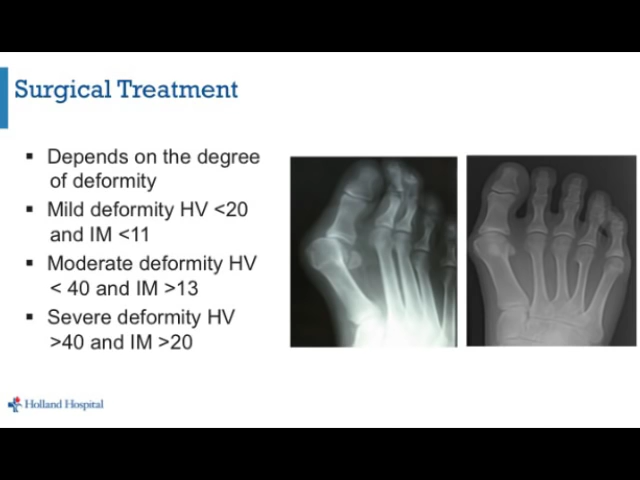 Surgical Treatment
▪ Depends on the degree
of deformity
▪ Mild deformity HV <20
and IM <11
▪ Moderate deformity HV
< 40 and IM >13
▪ Severe deformity HV
>40 and IM >20
Holland Hospital